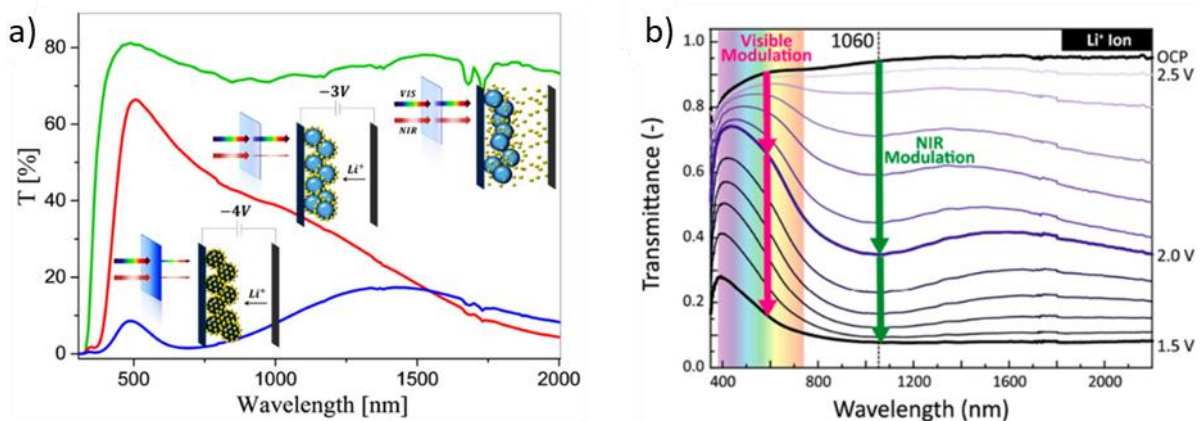 a)
T [%]
80
60
40
20
0
500
1000
1500
2000
Wavelength [nm]
−3V
VIS
NIR
Li⁺
−4V
Li⁺
b)
Transmittance (-)
1.0
0.8
0.6
0.4
0.2
0.0
350
400
800
1200
1600
2000
Wavelength (nm)
Visible
Modulation
1060
Li⁺ Ion
OCP
2.5 V
NIR
Modulation
2.0 V
1.5 V